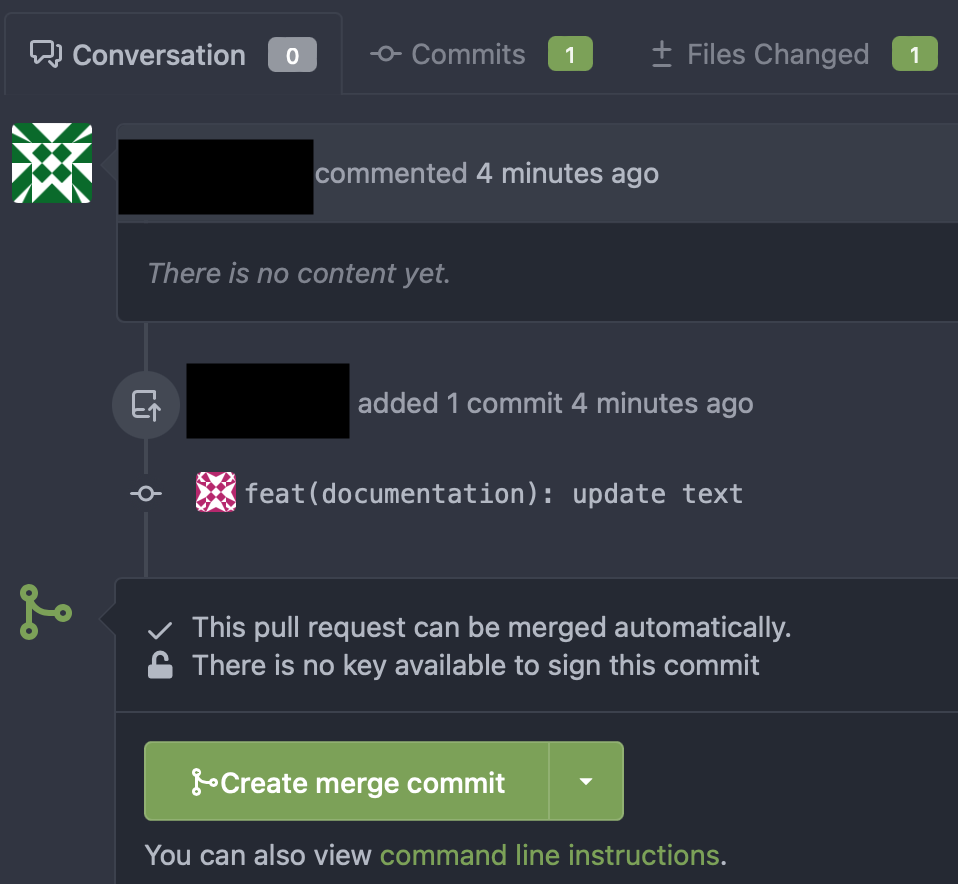 Conversation 0 Commits 1 Files Changed 1
commented 4 minutes ago
There is no content yet.
added 1 commit 4 minutes ago
feat(documentation): update text
This pull request can be merged automatically.
There is no key available to sign this commit
Create merge commit
You can also view command line instructions.